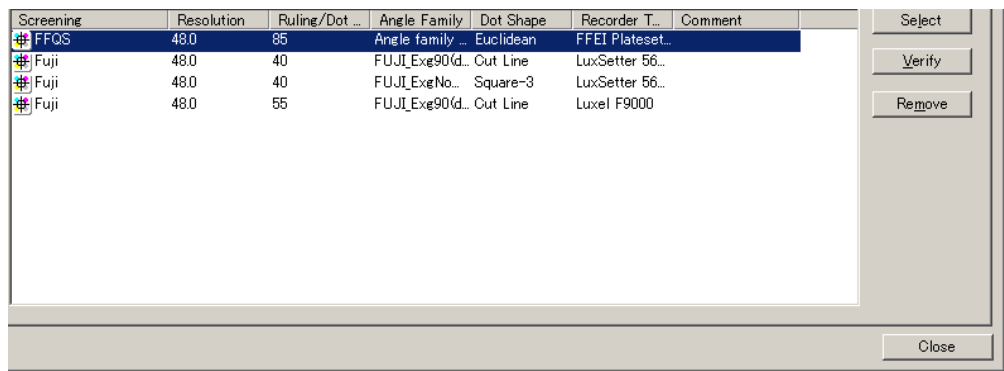 Screening Resolution Ruling/Dot ... Angle Family Dot Shape Recorder T... Comment
FFQS 48.0 85 Angle family ... Euclidean FFEI Plateset...
Fuji 48.0 40 FUJI_Exg90(d... Cut Line LuxSetter 56...
Fuji 48.0 40 FUJI_ExgNo... Square-3 LuxSetter 56...
Fuji 48.0 55 FUJI_Exg90(d... Cut Line Luxel F9000
Select
Verify
Remove
Close